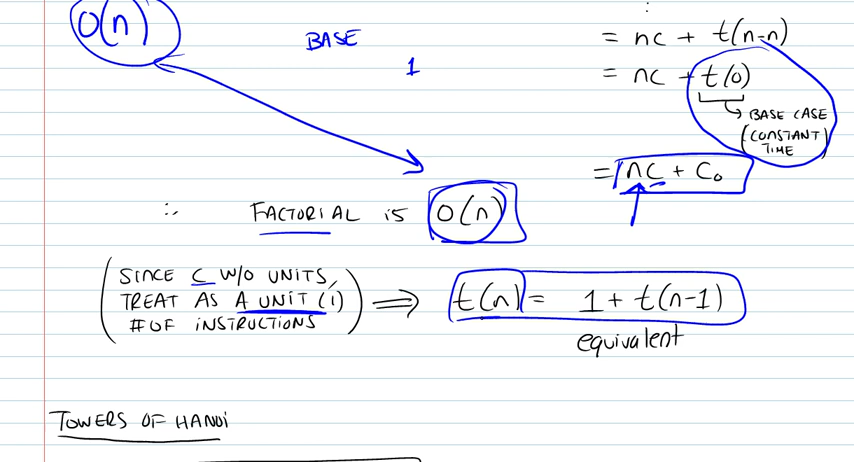 O(n)
BASE
1
:
= nc + t(n-n)
= nc + t(0)
BASE CASE
(CONSTANT
TIME)
= nc + C₀
∴ FACTORIAL is O(n)
(SINCE C W/O UNITS,
TREAT AS A UNIT (1)
# OF INSTRUCTIONS) ⟹ t(n) = 1 + t(n-1)
equivalent
TOWERS OF HANOI